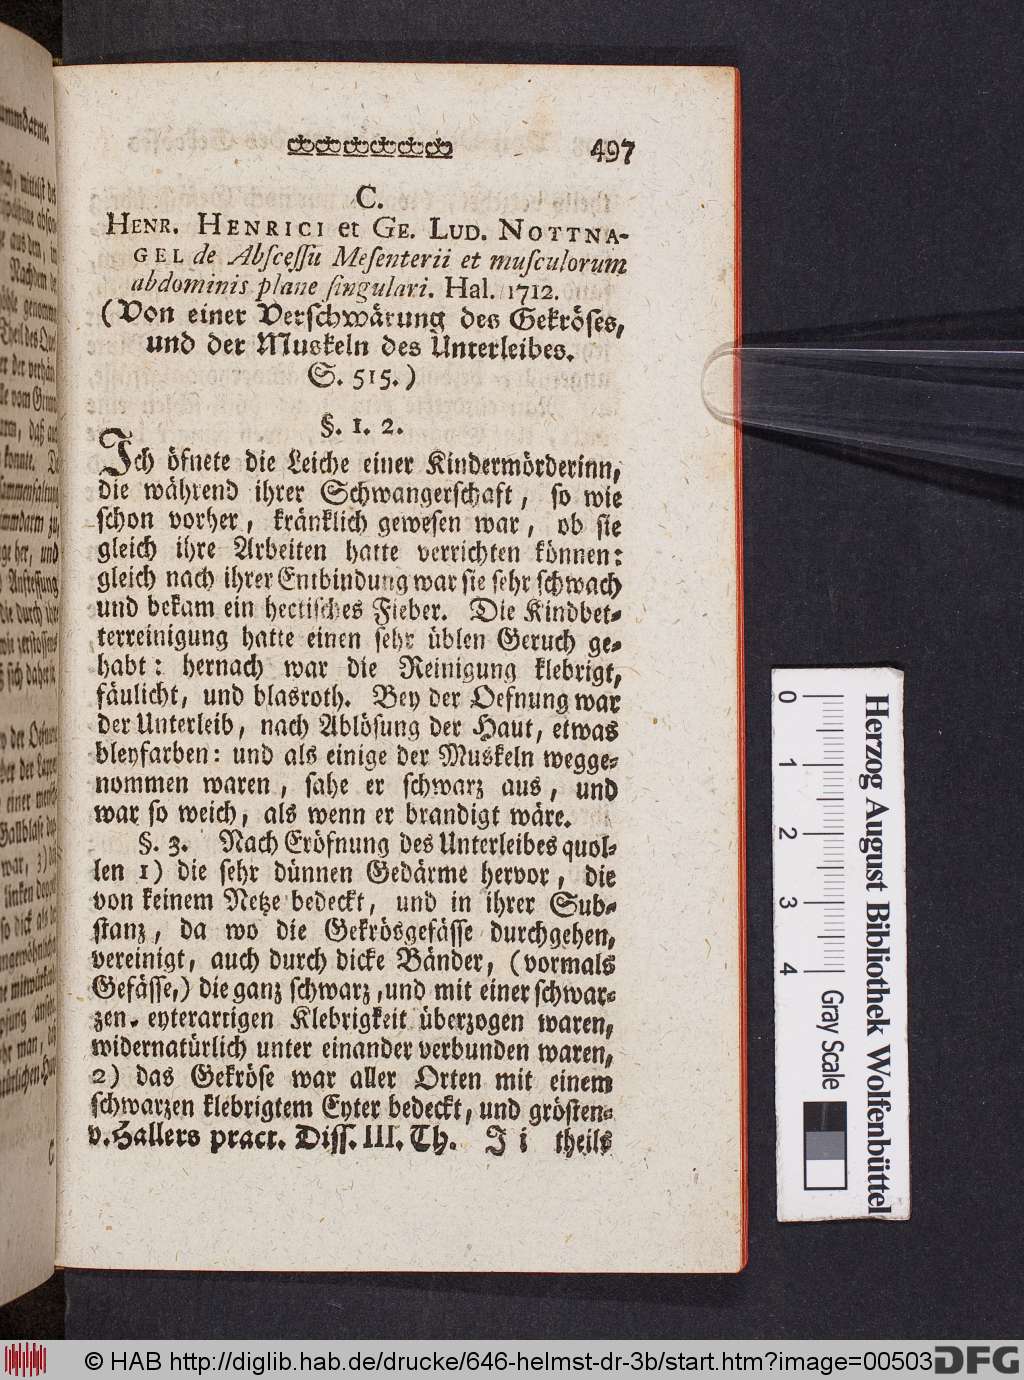 497
C.
HENR. HENRICI et GE. LUD. NOTTNA-
GEL de Abſceſſu Meſenterii et muſculorum
abdominis plane ſingulari. Hal. 1712.
(Von einer Verſchwärung des Gekröſes,
und der Muskeln des Unterleibes.
S. 515.)
§. 1. 2.
Ich öfnete die Leiche einer Kindermörderinn,
die während ihrer Schwangerſchaft, ſo wie
ſchon vorher, kränklich geweſen war, ob ſie
gleich ihre Arbeiten hatte verrichten können:
gleich nach ihrer Entbindung war ſie ſehr ſchwach
und bekam ein hectiſches Fieber. Die Kindbet-
terreinigung hatte einen ſehr üblen Geruch ge-
habt: hernach war die Reinigung klebrigt,
fäulicht, und blasroth. Bey der Oefnung war
der Unterleib, nach Ablöſung der Haut, etwas
bleyfarben: und als einige der Muskeln wegge-
nommen waren, ſahe er ſchwarz aus, und
war ſo weich, als wenn er brandigt wäre.
§. 3. Nach Eröfnung des Unterleibes quol-
len 1) die ſehr dünnen Gedärme hervor, die
von keinem Netze bedeckt, und in ihrer Sub-
ſtanz, da wo die Gekrösgefäſſe durchgehen,
vereinigt, auch durch dicke Bänder, (vormals
Gefäſſe,) die ganz ſchwarz, und mit einer ſchwar-
zen, eyterartigen Klebrigkeit überzogen waren,
widernatürlich unter einander verbunden waren,
2) das Gekröſe war aller Orten mit einem
ſchwarzen klebrigtem Eyter bedeckt, und gröſten-
v. Hallers pract. Diſſ. III. Th. I i theils
0 1 2 3 4
Gray Scale
Herzog August Bibliothek Wolfenbüttel
© HAB http://diglib.hab.de/drucke/646-helmst-dr-3b/start.htm?image=00503
DFG